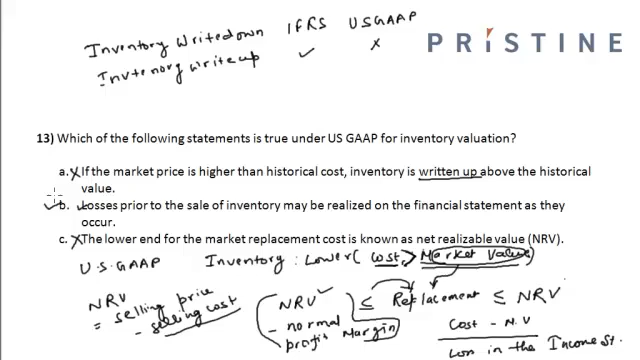 IFRS USGAAP
Inventory Writedown
Invtenory writeup ✓ x
PRISTINE
13) Which of the following statements is true under US GAAP for inventory valuation?
a. If the market price is higher than historical cost, inventory is written up above the historical
value.
b. Losses prior to the sale of inventory may be realized on the financial statement as they
occur.
c. The lower end for the market replacement cost is known as net realizable value (NRV).
U.S.GAAP Inventory : Lower ( cost, Market Value)
NRV
= selling price
- selling cost
NRV ✓ ≤ Replacement ≤ NRV
- normal
profit Margin
Cost - N.V
Loss in the Income St.